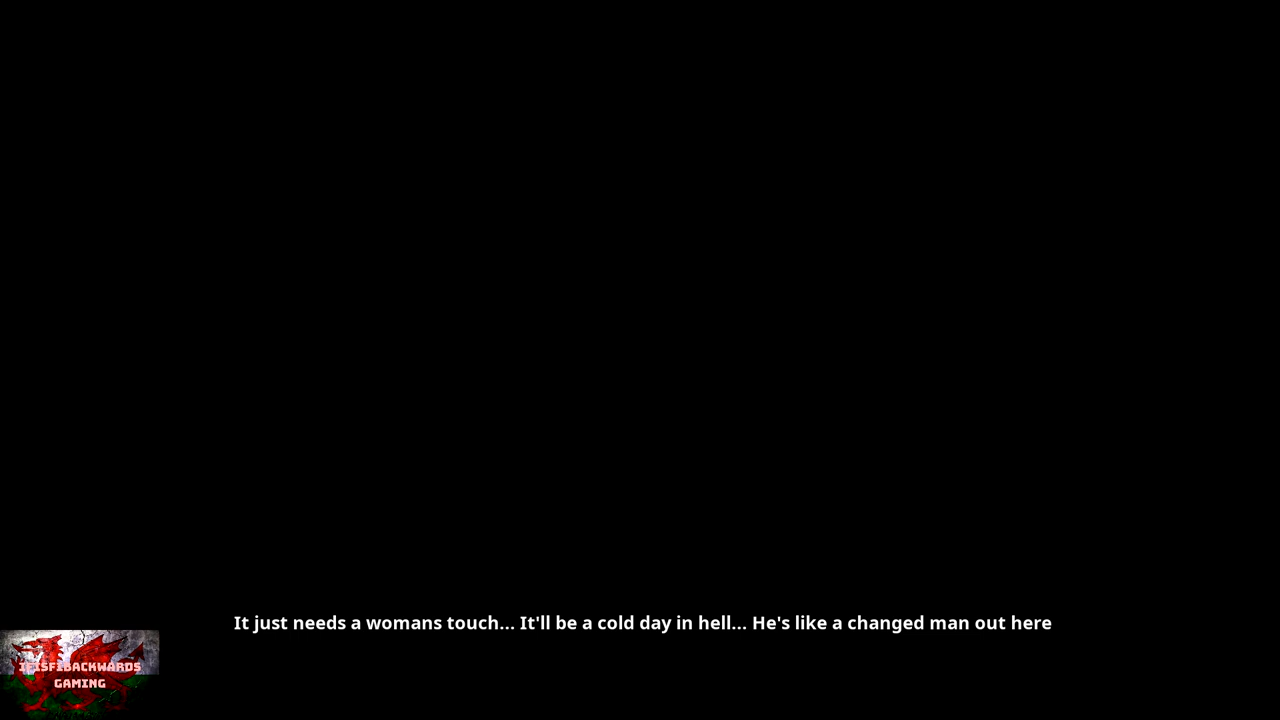 It just needs a womans touch... It'll be a cold day in hell... He's like a changed man out here
IFISFIBACKWARDS
GAMING